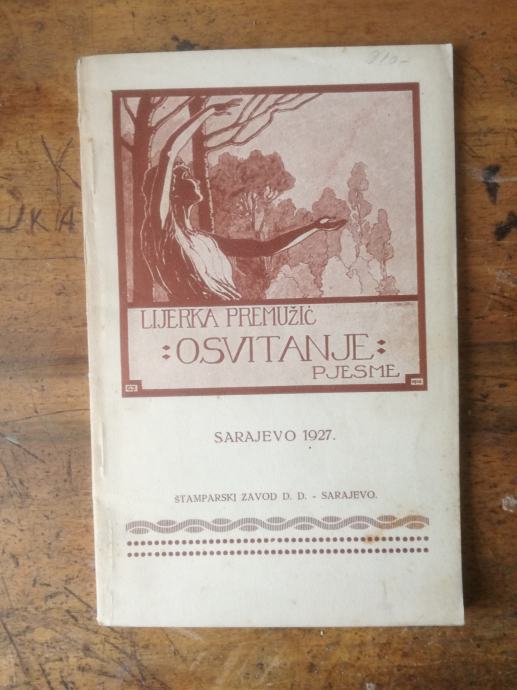 LIJERKA PREMUŽIĆ
:OSVITANJE:
PJESME
SARAJEVO 1927.
ŠTAMPARSKI ZAVOD D. D. - SARAJEVO.